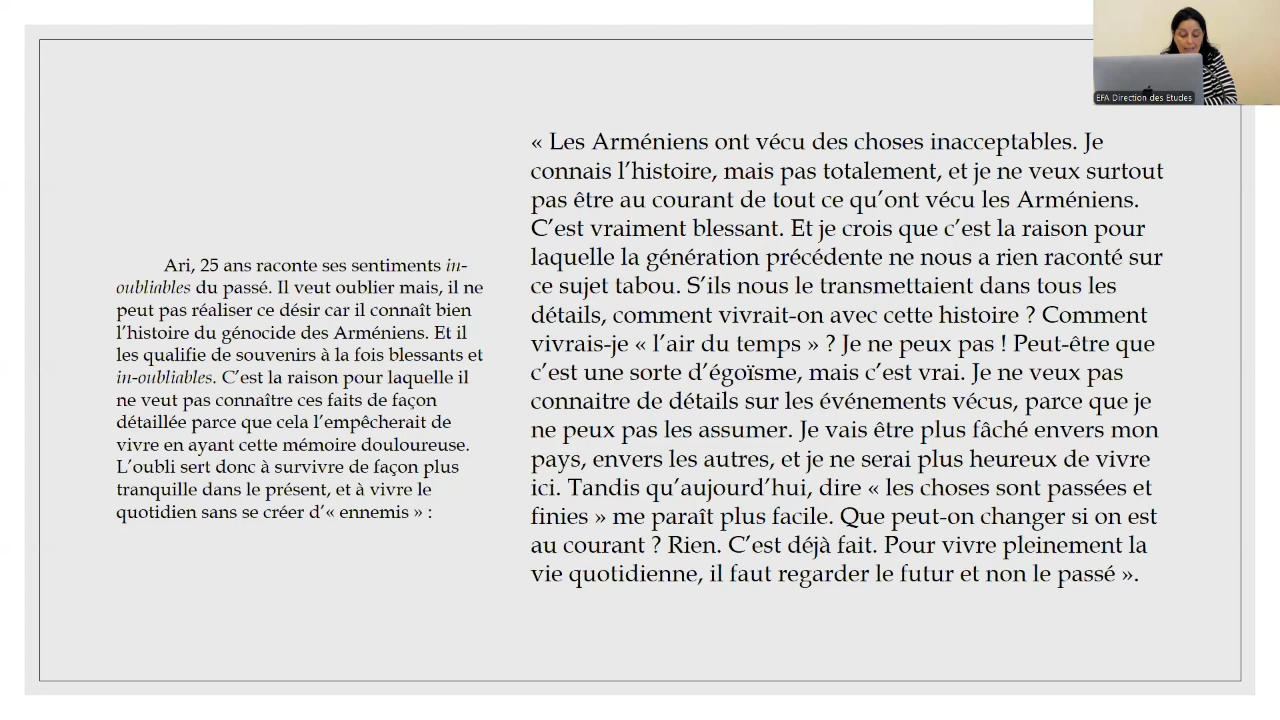 EFA Direction des Etudes
Ari, 25 ans raconte ses sentiments in-
oubliables du passé. Il veut oublier mais, il ne
peut pas réaliser ce désir car il connaît bien
l’histoire du génocide des Arméniens. Et il
les qualifie de souvenirs à la fois blessants et
in-oubliables. C’est la raison pour laquelle il
ne veut pas connaître ces faits de façon
détaillée parce que cela l’empêcherait de
vivre en ayant cette mémoire douloureuse.
L’oubli sert donc à survivre de façon plus
tranquille dans le présent, et à vivre le
quotidien sans se créer d’« ennemis » :
« Les Arméniens ont vécu des choses inacceptables. Je
connais l’histoire, mais pas totalement, et je ne veux surtout
pas être au courant de tout ce qu’ont vécu les Arméniens.
C’est vraiment blessant. Et je crois que c’est la raison pour
laquelle la génération précédente ne nous a rien raconté sur
ce sujet tabou. S’ils nous le transmettaient dans tous les
détails, comment vivrait-on avec cette histoire ? Comment
vivrais-je « l’air du temps » ? Je ne peux pas ! Peut-être que
c’est une sorte d’égoïsme, mais c’est vrai. Je ne veux pas
connaitre de détails sur les événements vécus, parce que je
ne peux pas les assumer. Je vais être plus fâché envers mon
pays, envers les autres, et je ne serai plus heureux de vivre
ici. Tandis qu’aujourd’hui, dire « les choses sont passées et
finies » me paraît plus facile. Que peut-on changer si on est
au courant ? Rien. C’est déjà fait. Pour vivre pleinement la
vie quotidienne, il faut regarder le futur et non le passé ».